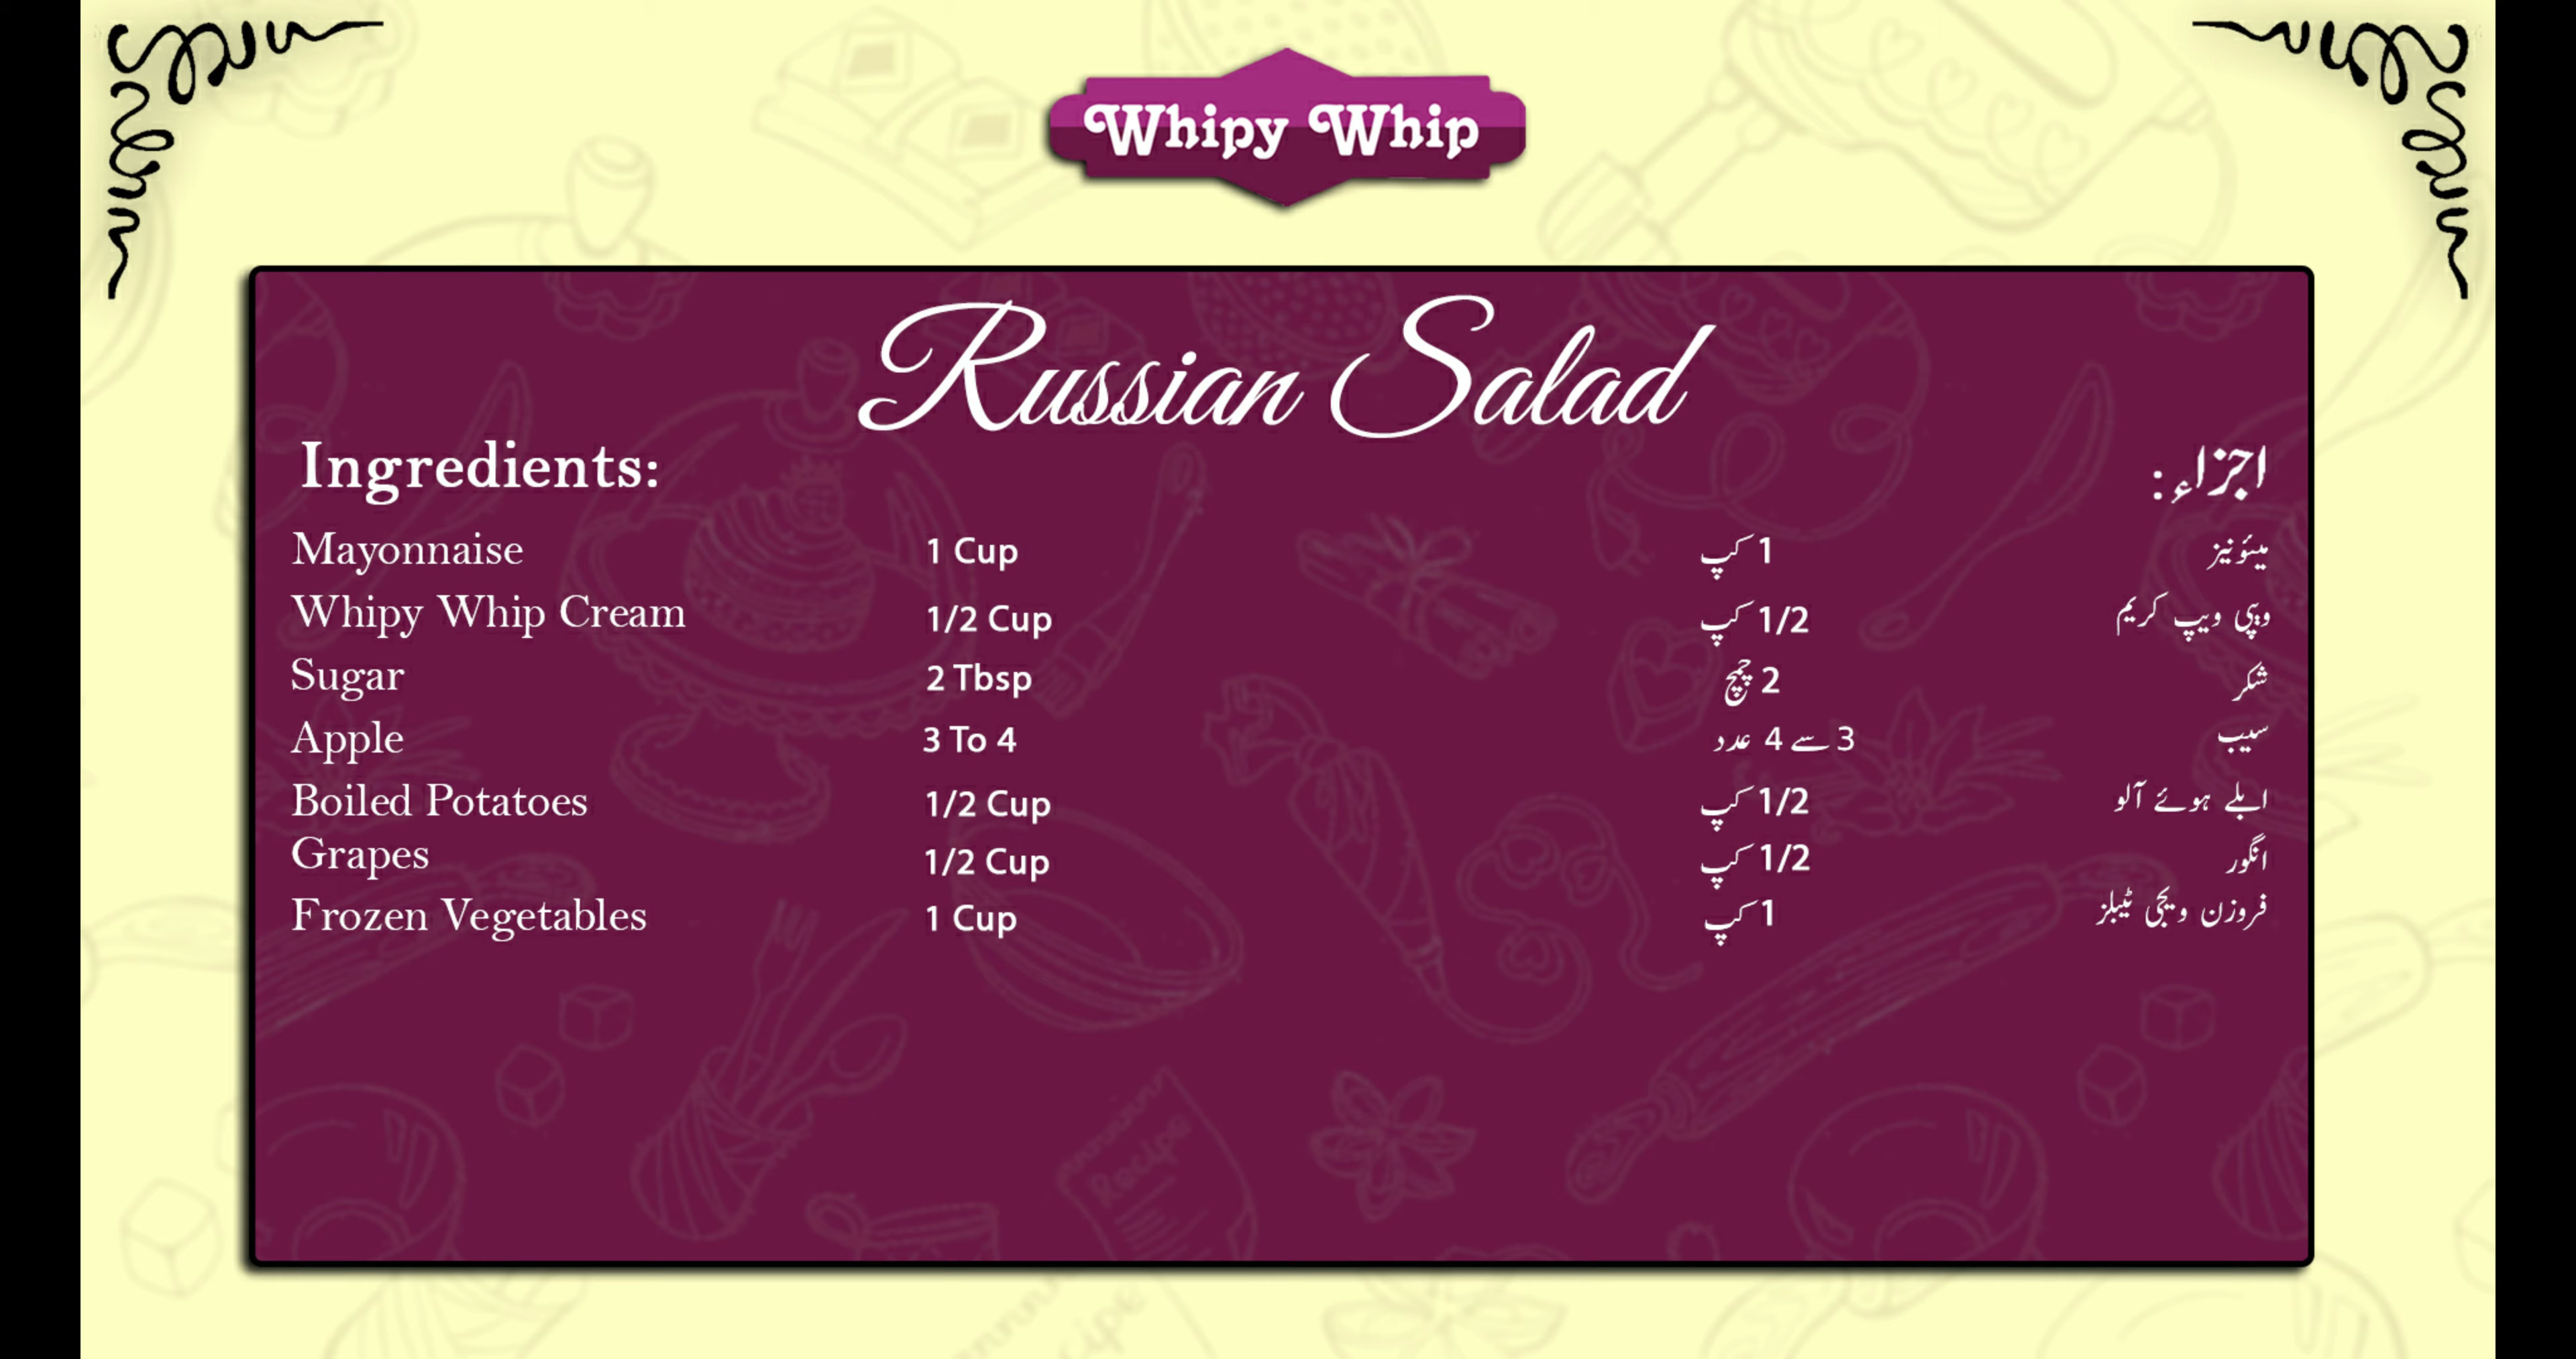 Whipy Whip
Russian Salad
Ingredients: اجزاء:
Mayonnaise 1 Cup 1 کپ میئونیز
Whipy Whip Cream 1/2 Cup 1/2 کپ وہپی ویپ کریم
Sugar 2 Tbsp 2 چمچ شکر
Apple 3 To 4 3 سے 4 عدد سیب
Boiled Potatoes 1/2 Cup 1/2 کپ ابلے ہوئے آلو
Grapes 1/2 Cup 1/2 کپ انگور
Frozen Vegetables 1 Cup 1 کپ فروزن ویجی ٹیبلز
Recipe